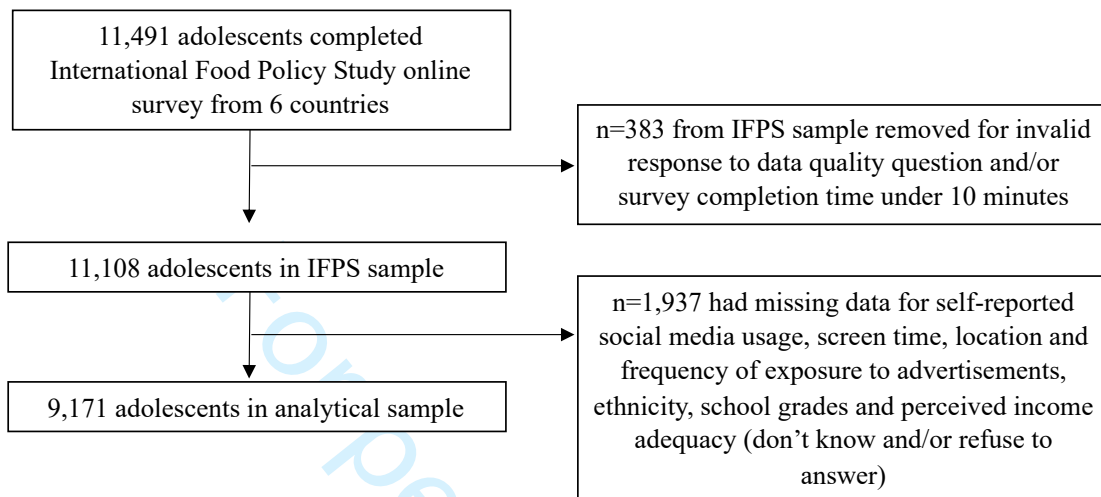 11,491 adolescents completed
International Food Policy Study online
survey from 6 countries
n=383 from IFPS sample removed for invalid
response to data quality question and/or
survey completion time under 10 minutes
11,108 adolescents in IFPS sample
n=1,937 had missing data for self-reported
social media usage, screen time, location and
frequency of exposure to advertisements,
ethnicity, school grades and perceived income
adequacy (don’t know and/or refuse to
answer)
9,171 adolescents in analytical sample